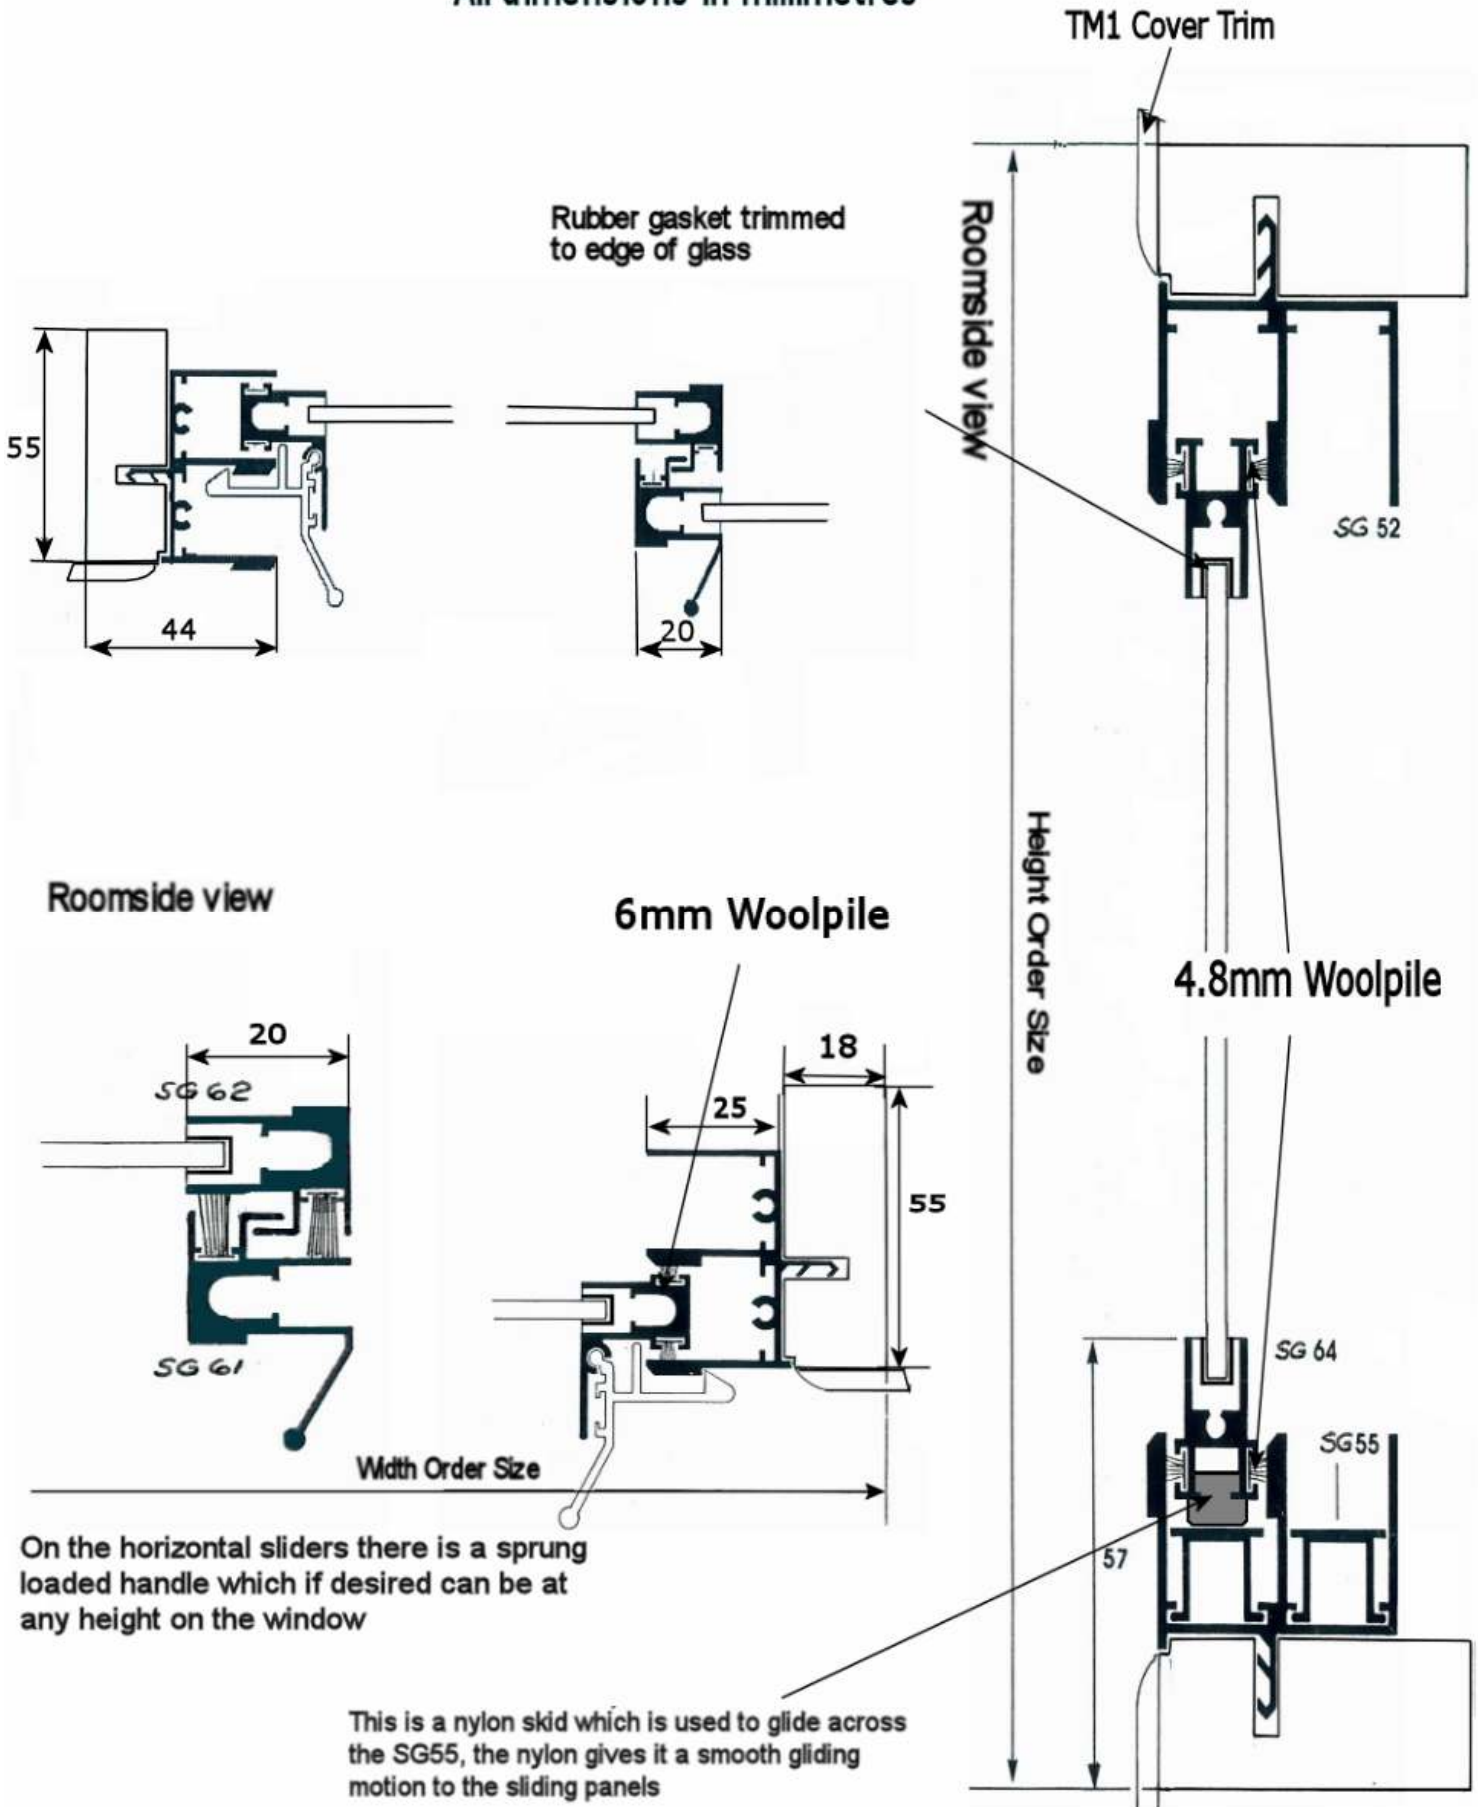 All dimensions in millimetres
TM1 Cover Trim
Rubber gasket trimmed
to edge of glass
Roomside view
55
44
20
SG 52
Height Order Size
Roomside view
6mm Woolpile
4.8mm Woolpile
20
SG 62
18
25
55
SG 61
SG 64
SG55
Width Order Size
57
On the horizontal sliders there is a sprung
loaded handle which if desired can be at
any height on the window
This is a nylon skid which is used to glide across
the SG55, the nylon gives it a smooth gliding
motion to the sliding panels